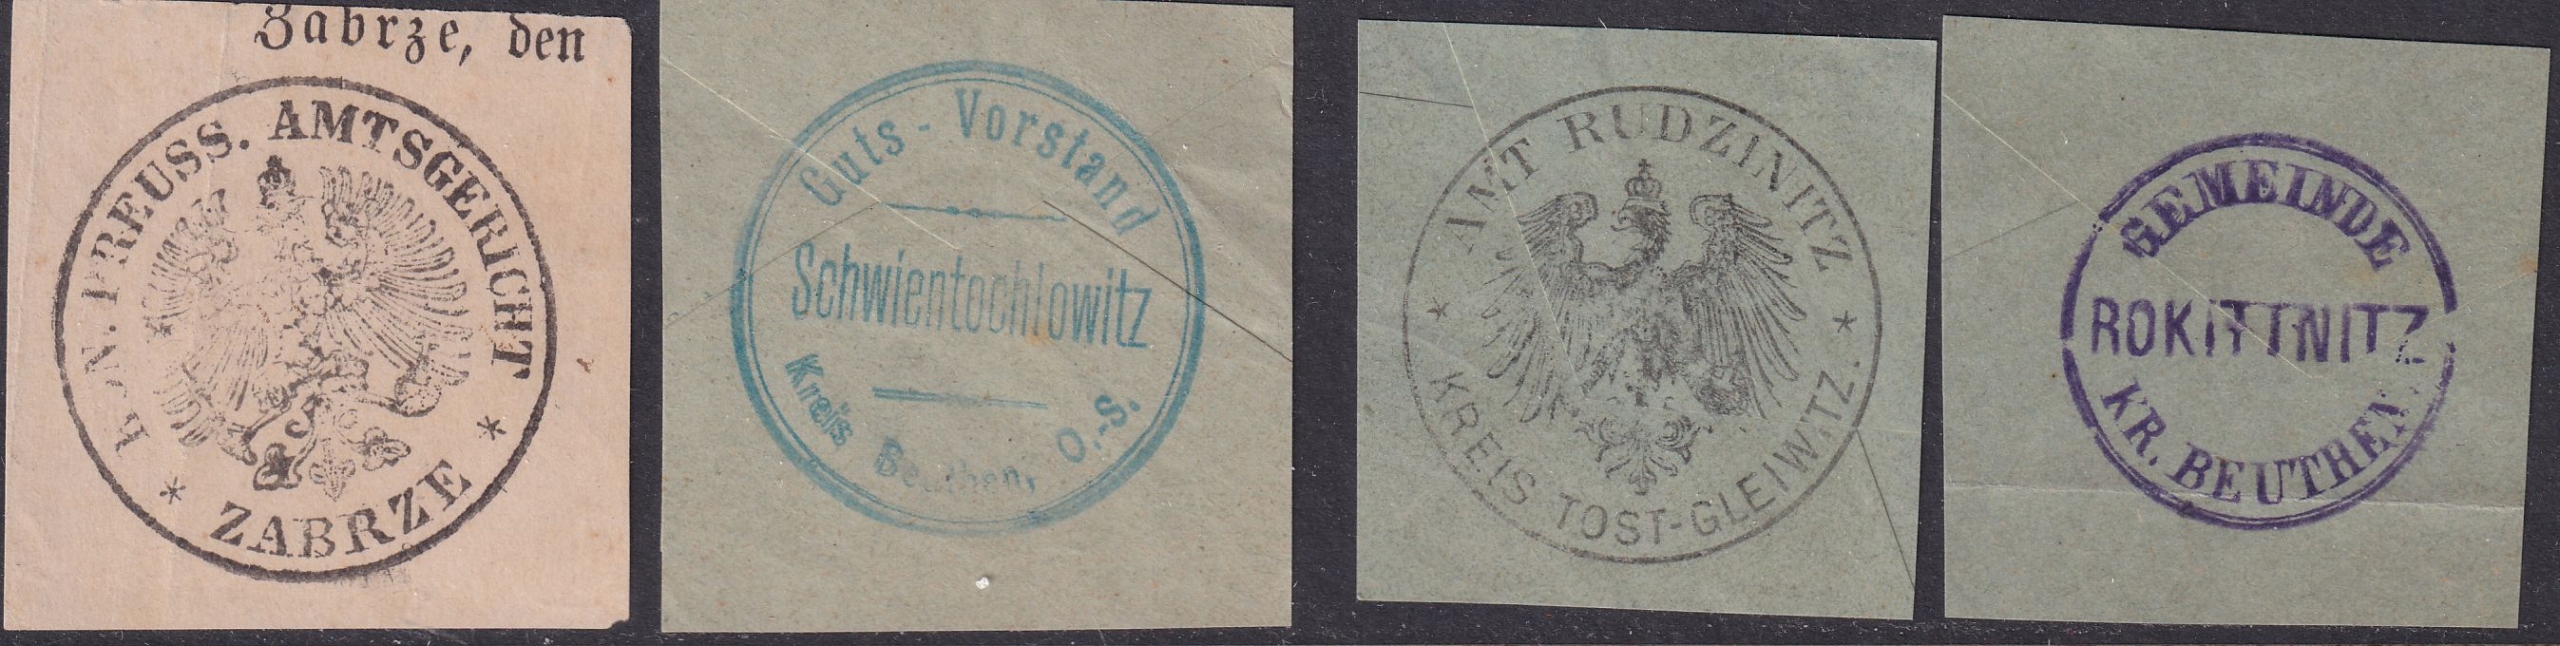 Zabrze, den
KÖN. PREUSS. AMTSGERICHT
* ZABRZE *
Guts-Vorstand
Schwientochlowitz
Kreis Beuthen, O.-S.
AMT RUDZINITZ
* KREIS TOST-GLEIWITZ. *
GEMEINDE
ROKITTNITZ
KR. BEUTHEN.